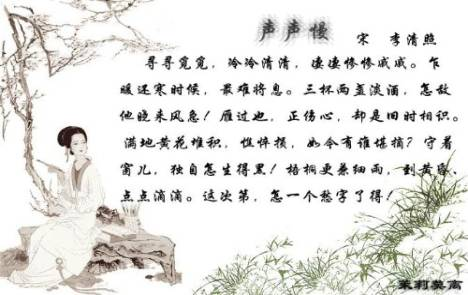 声声慢 宋 李清照
寻寻觅觅，冷冷清清，凄凄惨惨戚戚。乍
暖还寒时候，最难将息。三杯两盏淡酒，怎敌
他晚来风急！雁过也，正伤心，却是旧时相识。
满地黄花堆积，憔悴损，如今有谁堪摘？守着
窗儿，独自怎生得黑！梧桐更兼细雨，到黄昏、
点点滴滴。这次第，怎一个愁字了得！
茉莉莫离